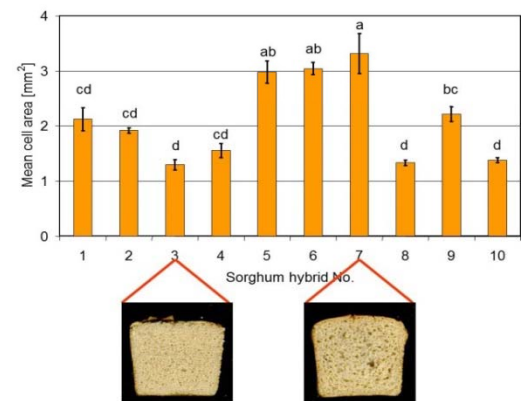 4
3
2
1
0
Mean cell area [mm²]
cd
cd
d
cd
ab
ab
a
d
bc
d
1 2 3 4 5 6 7 8 9 10
Sorghum hybrid No.